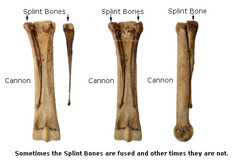 Splint Bones Splint Bones Splint Bone
Cannon Cannon Cannon
Sometimes the Splint Bones are fused and other times they are not.